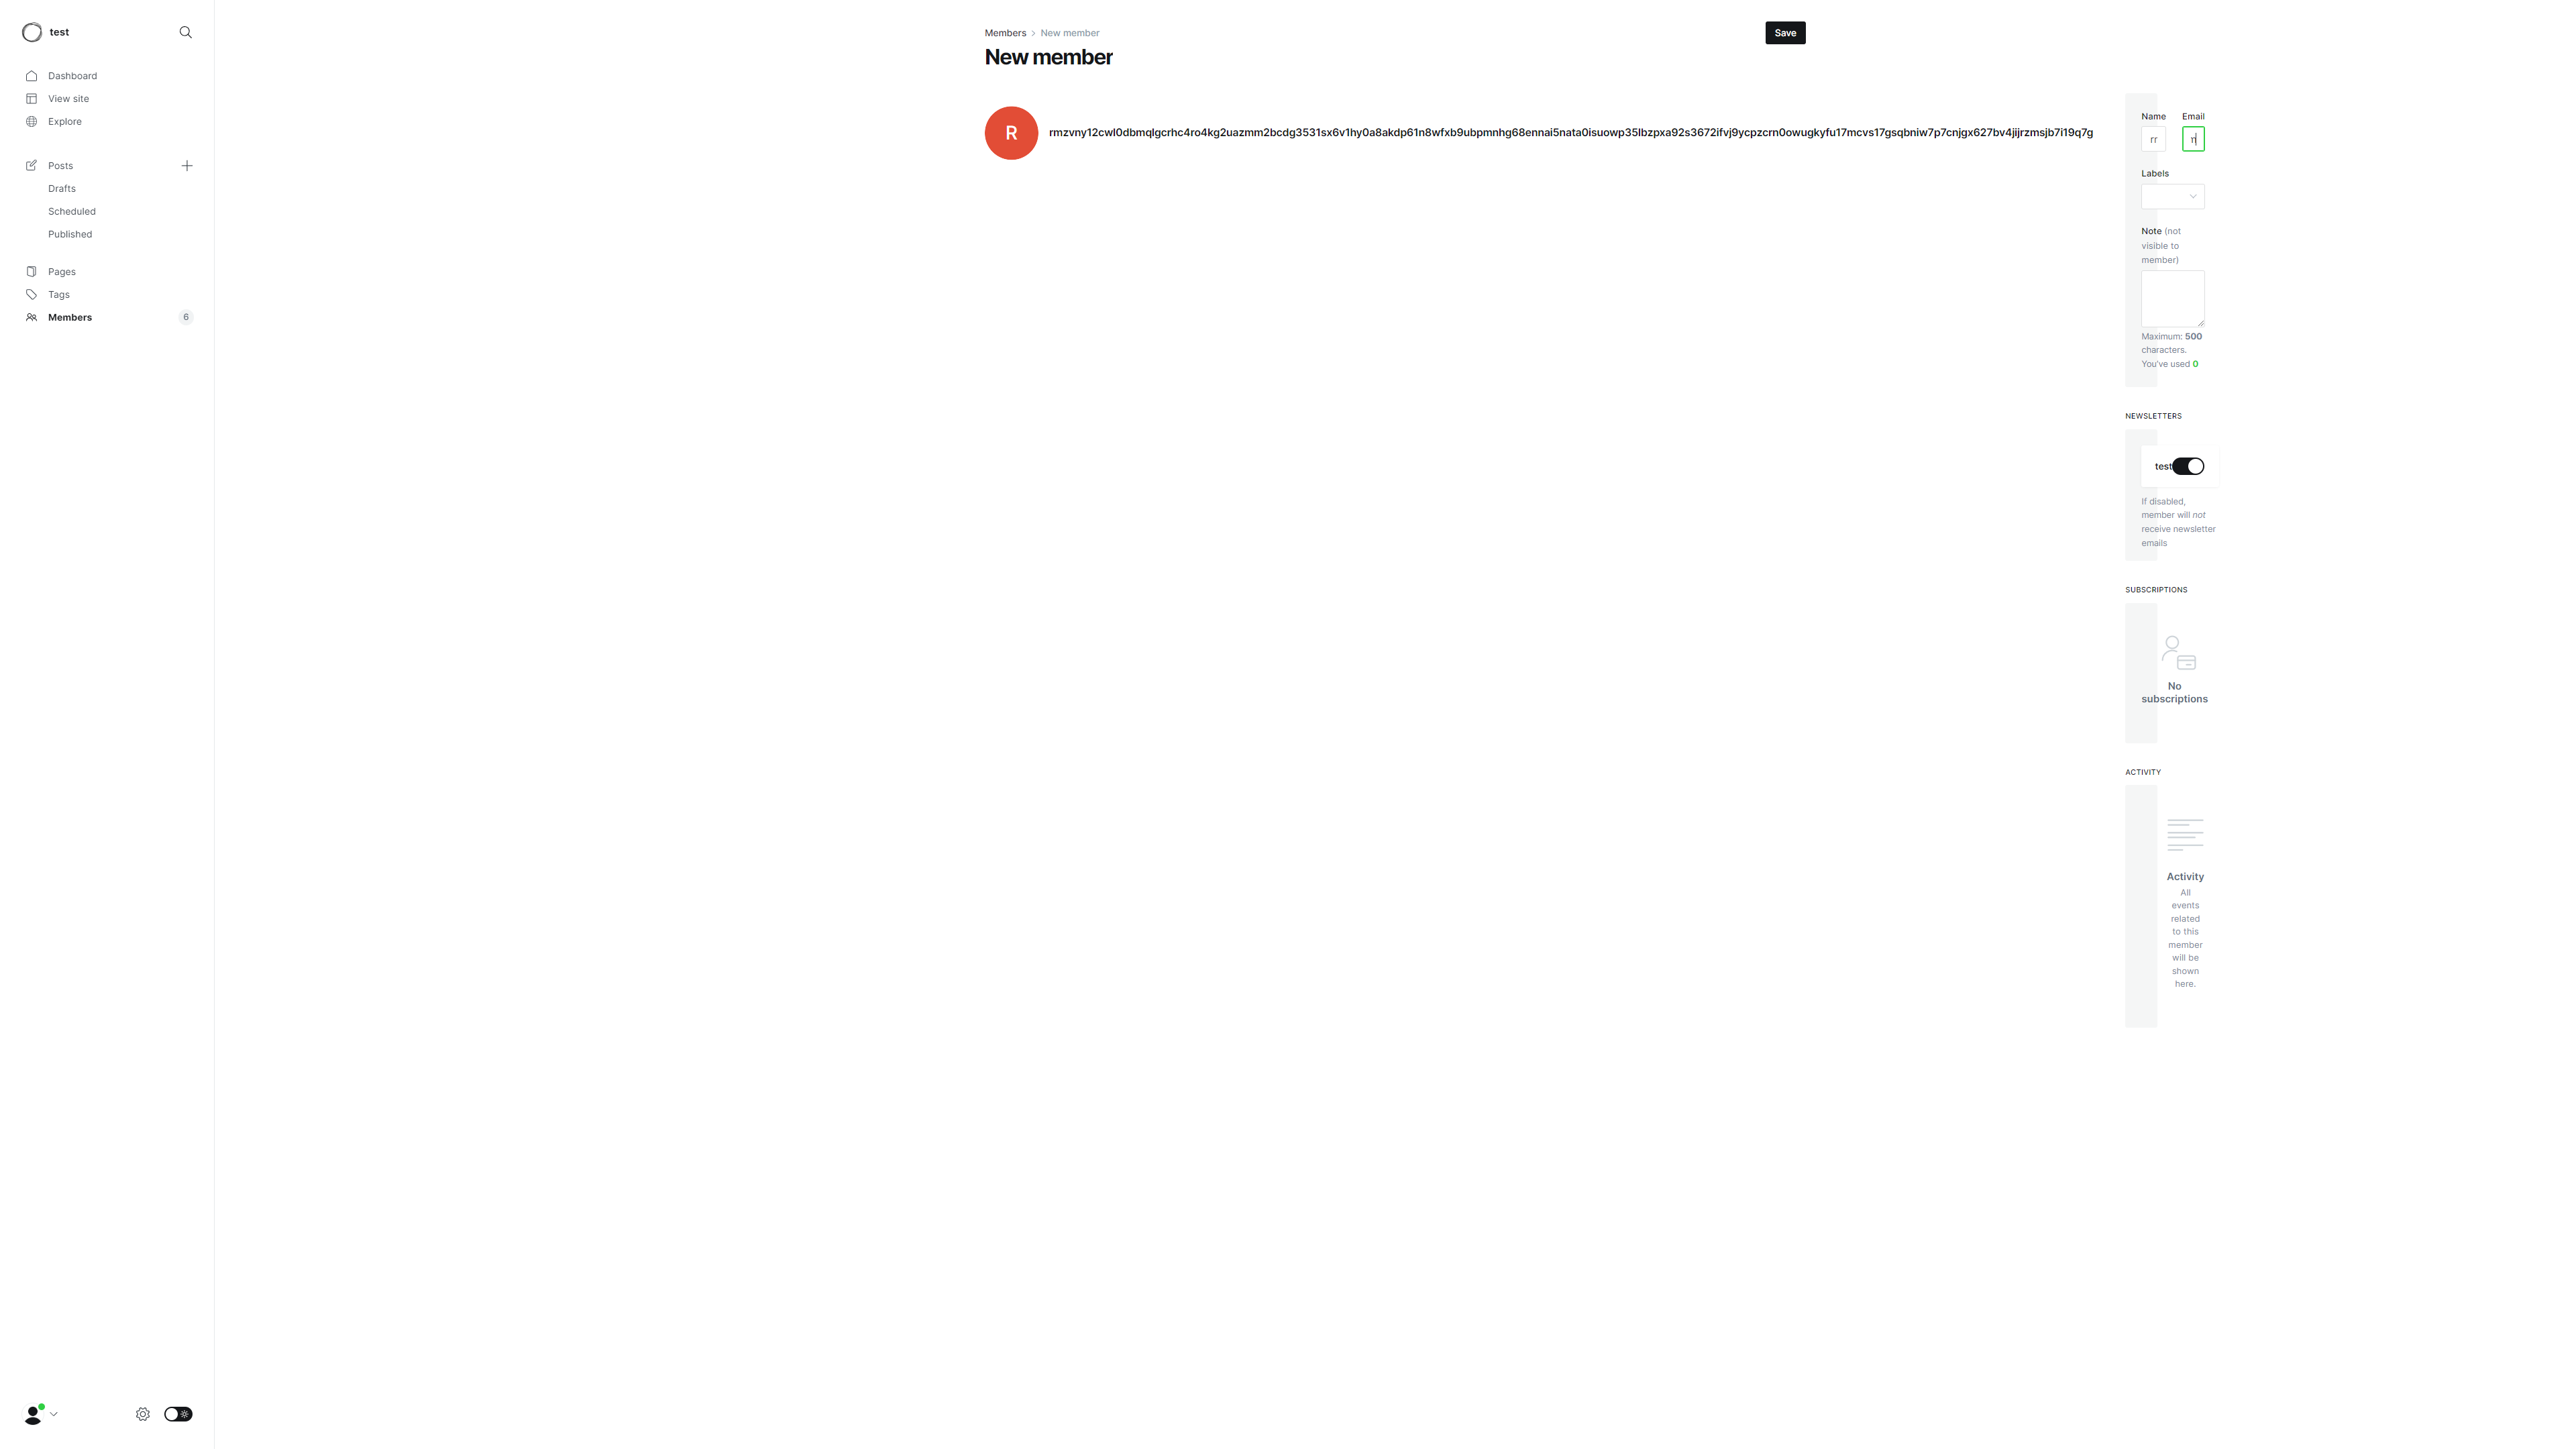 test
Dashboard
View site
Explore
Posts
Drafts
Scheduled
Published
Pages
Tags
Members 6
Members > New member
Save
New member
R
rmzvny12cwl0dbmqlgcrhc4ro4kg2uazmm2bcdg3531sx6v1hy0a8akdp61n8wfxb9ubpmnhg68ennai5nata0isuowp35lbzpxa92s3672ifvj9ycpzcrn0owugkyfu17mcvs17gsqbniw7p7cnjgx627bv4jijrzmsjb7i19q7g
Name Email
Labels
Note (not
visible to
member)
Maximum: 500
characters.
You've used 0
NEWSLETTERS
test
If disabled,
member will not
receive newsletter
emails
SUBSCRIPTIONS
No
subscriptions
ACTIVITY
Activity
All
events
related
to this
member
will be
shown
here.